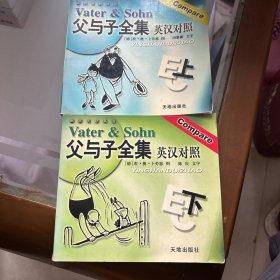 Compare
Vater & Sohn
父与子全集 英汉对照
上
天地出版社
Compare
Vater & Sohn
父与子全集 英汉对照
YINGHANDUIZHAO
下
天地出版社